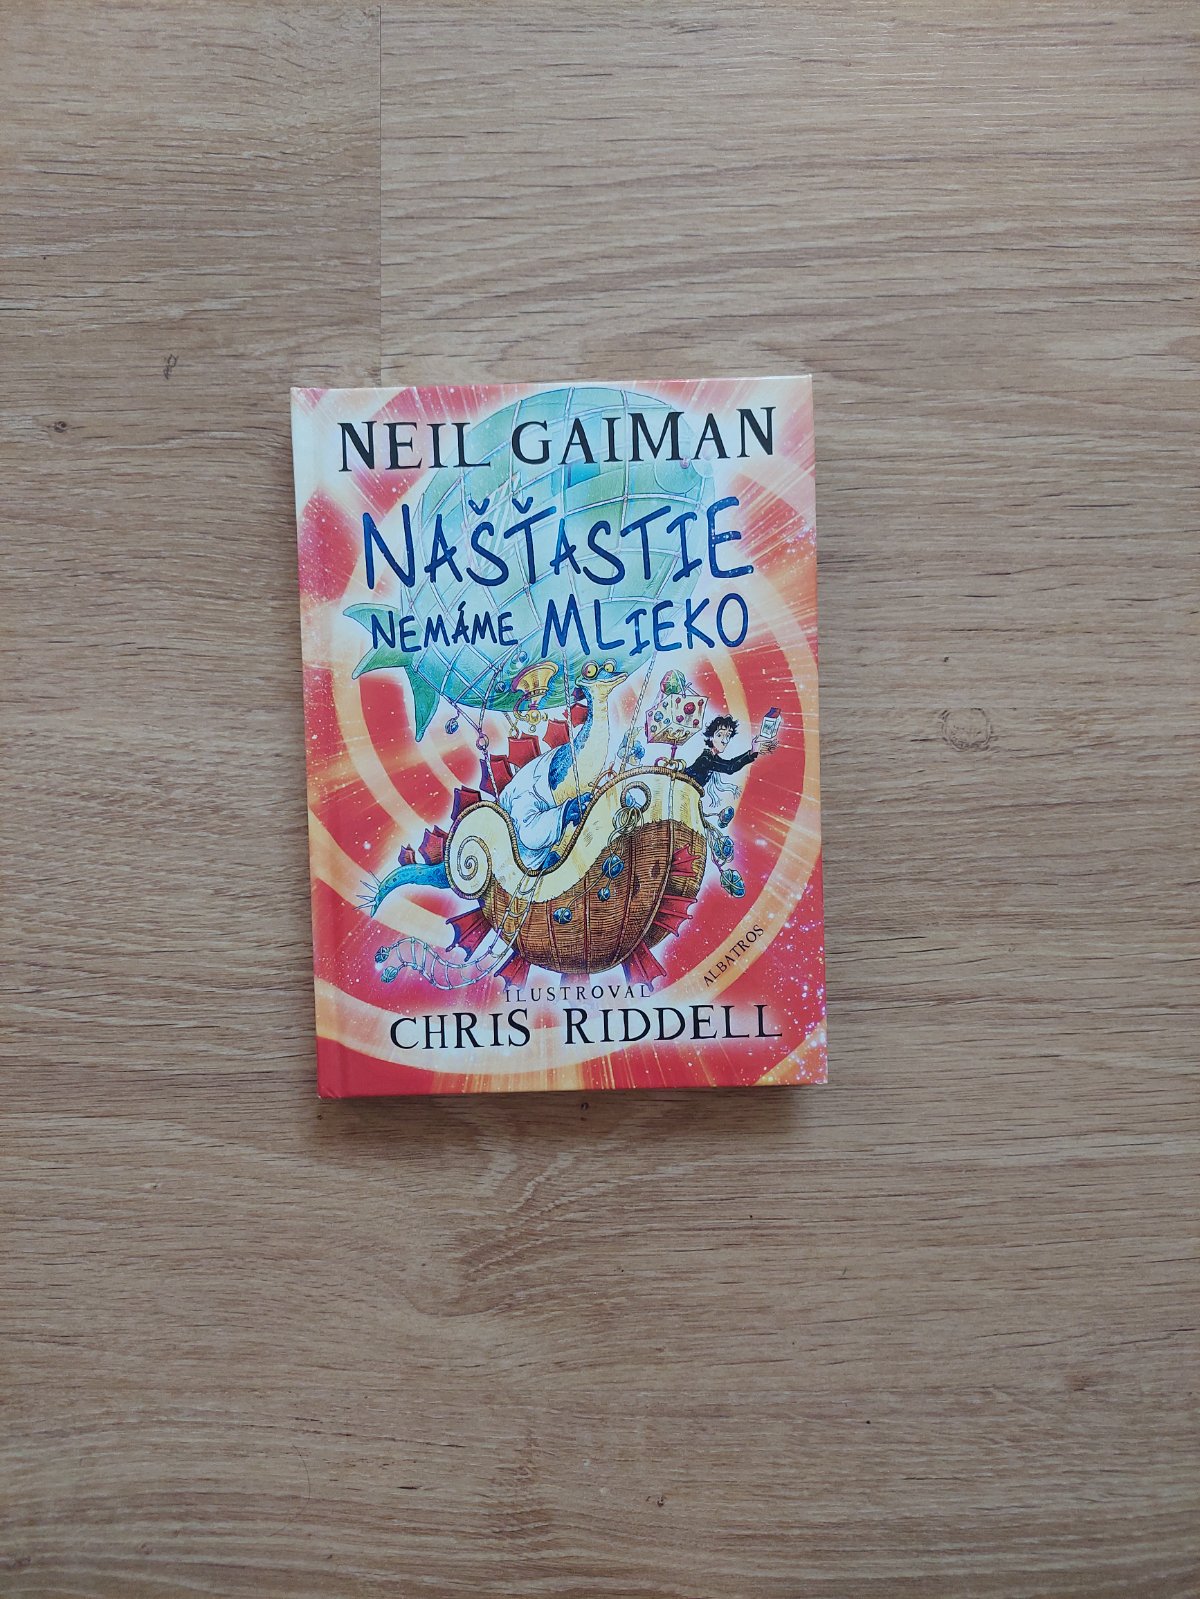 NEIL GAIMAN
NAŠŤASTIE
NEMÁME MLIEKO
ALBATROS
ILUSTROVAL
CHRIS RIDDELL